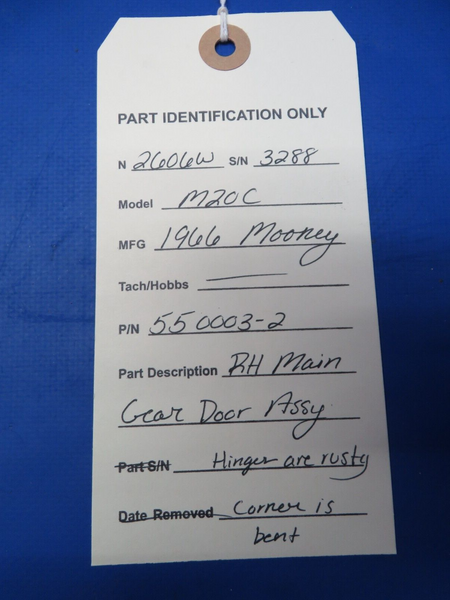 PART IDENTIFICATION ONLY
N 2606W S/N 3288
Model M20C
MFG 1966 Mooney
Tach/Hobbs
P/N 550003-2
Part Description RH Main
Gear Door Assy
Part S/N Hinges are rusty
Date Removed Corner is
bent